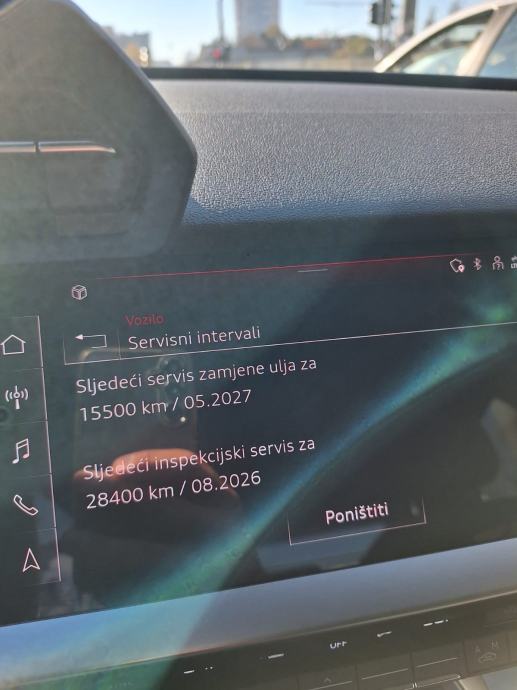 Vozilo
Servisni intervali
Sljedeći servis zamjene ulja za
15500 km / 05.2027
Sljedeći inspekcijski servis za
28400 km / 08.2026
Poništiti
OFF
A M